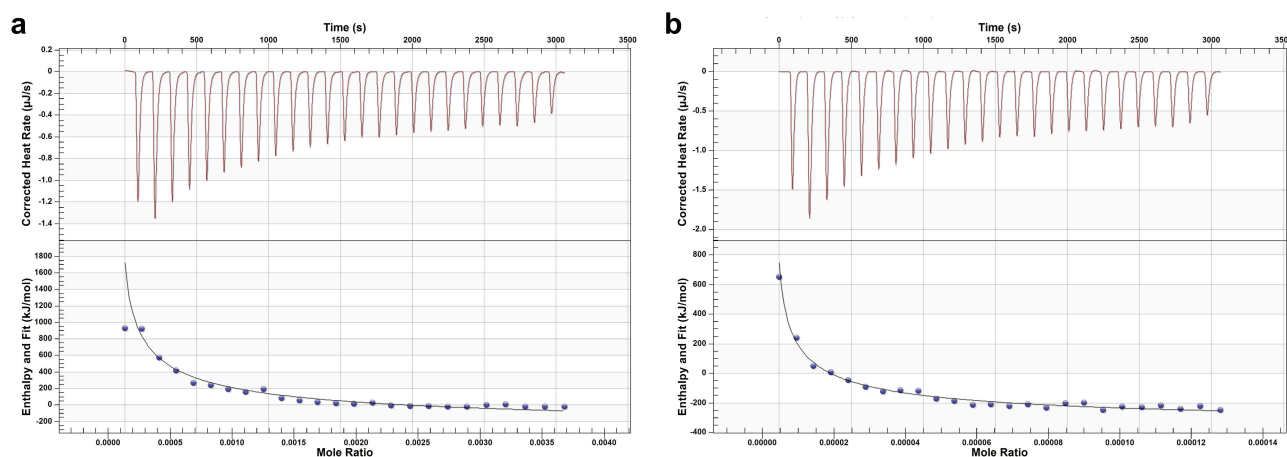 a
Time (s)
0 500 1000 1500 2000 2500 3000 3500
Corrected Heat Rate (µJ/s)
0.2
0
-0.2
-0.4
-0.6
-0.8
-1.0
-1.2
-1.4
Enthalpy and Fit (kJ/mol)
1800
1600
1400
1200
1000
800
600
400
200
0
-200
0.0000 0.0005 0.0010 0.0015 0.0020 0.0025 0.0030 0.0035 0.0040
Mole Ratio
b
Time (s)
0 500 1000 1500 2000 2500 3000 3500
Corrected Heat Rate (µJ/s)
0
-0.5
-1.0
-1.5
-2.0
Enthalpy and Fit (kJ/mol)
800
600
400
200
0
-200
-400
0.00000 0.00002 0.00004 0.00006 0.00008 0.00010 0.00012 0.00014
Mole Ratio